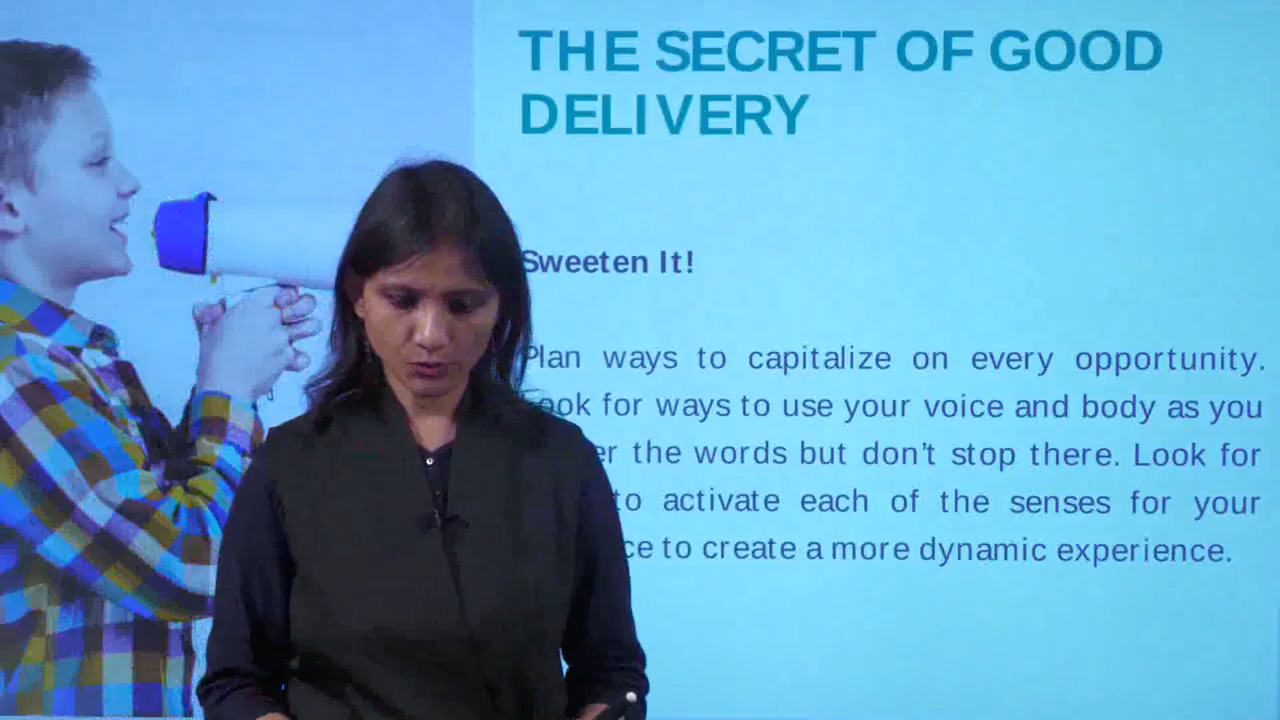 THE SECRET OF GOOD
DELIVERY
Sweeten It!
Plan ways to capitalize on every opportunity.
Look for ways to use your voice and body as you
the words but don't stop there. Look for
to activate each of the senses for your
to create a more dynamic experience.